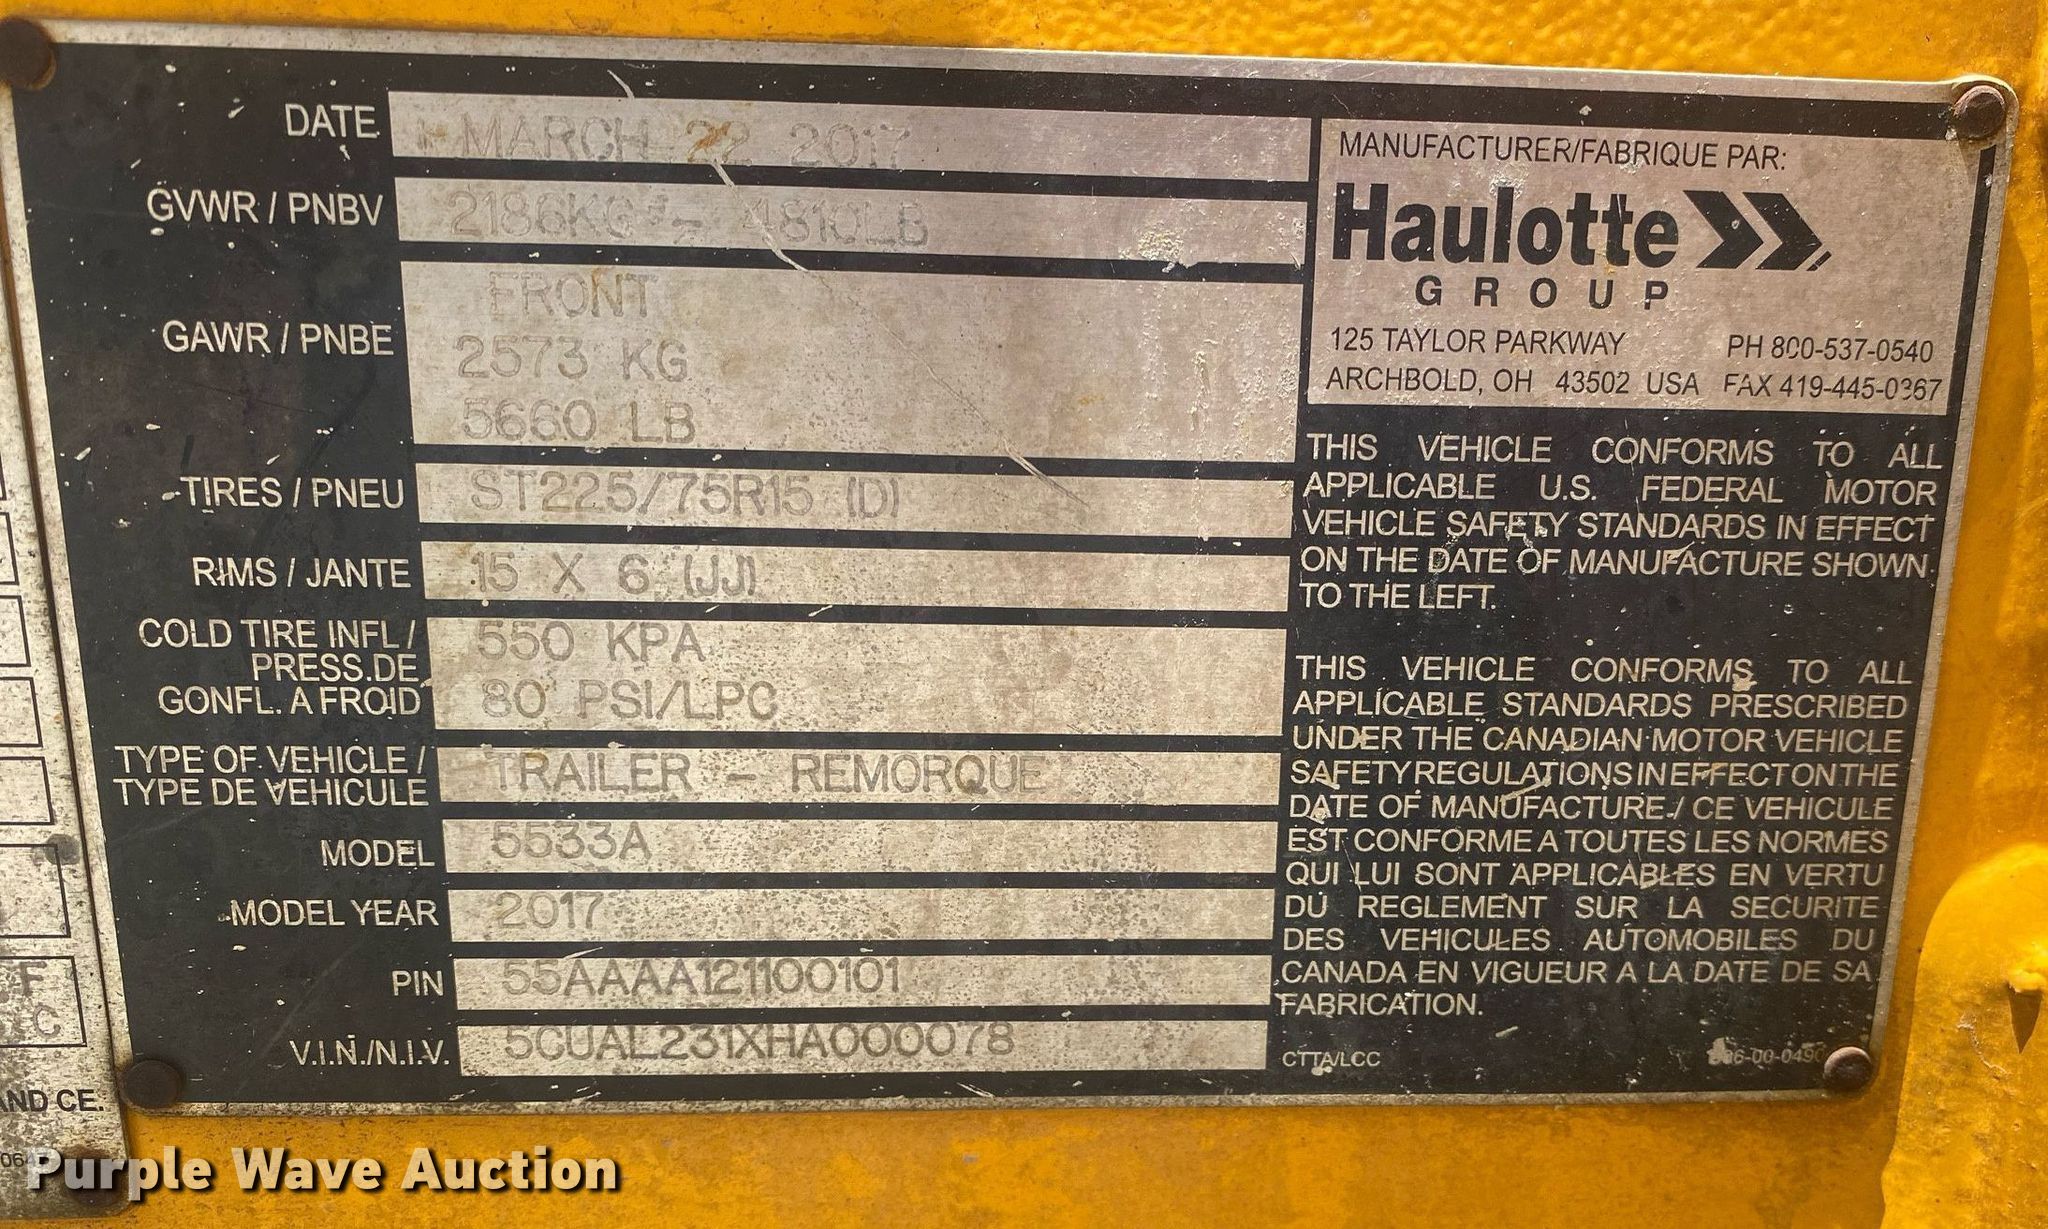 DATE MARCH 22 2017
GVWR / PNBV 2186KG - 4810LB
GAWR / PNBE FRONT
2573 KG
5660 LB
TIRES / PNEU ST225/75R15 (D)
RIMS / JANTE 15 X 6 (JJ)
COLD TIRE INFL / 550 KPA
PRESS.DE
GONFL. A FROID 80 PSI/LPC
TYPE OF VEHICLE / TRAILER - REMORQUE
TYPE DE VEHICULE
MODEL 5533A
MODEL YEAR 2017
PIN 55AAAAA121100101
V.I.N./N.I.V. 5CUAL231XHA000078
MANUFACTURER/FABRIQUE PAR:
Haulotte
GROUP
125 TAYLOR PARKWAY PH 800-537-0540
ARCHBOLD, OH 43502 USA FAX 419-445-0367
THIS VEHICLE CONFORMS TO ALL
APPLICABLE U.S. FEDERAL MOTOR
VEHICLE SAFETY STANDARDS IN EFFECT
ON THE DATE OF MANUFACTURE SHOWN
TO THE LEFT.
THIS VEHICLE CONFORMS TO ALL
APPLICABLE STANDARDS PRESCRIBED
UNDER THE CANADIAN MOTOR VEHICLE
SAFETY REGULATIONS IN EFFECT ON THE
DATE OF MANUFACTURE / CE VEHICULE
EST CONFORME A TOUTES LES NORMES
QUI LUI SONT APPLICABLES EN VERTU
DU REGLEMENT SUR LA SECURITE
DES VEHICULES AUTOMOBILES DU
CANADA EN VIGUEUR A LA DATE DE SA
FABRICATION.
CTTA/LCC
F
C
AND CE.
Purple Wave Auction